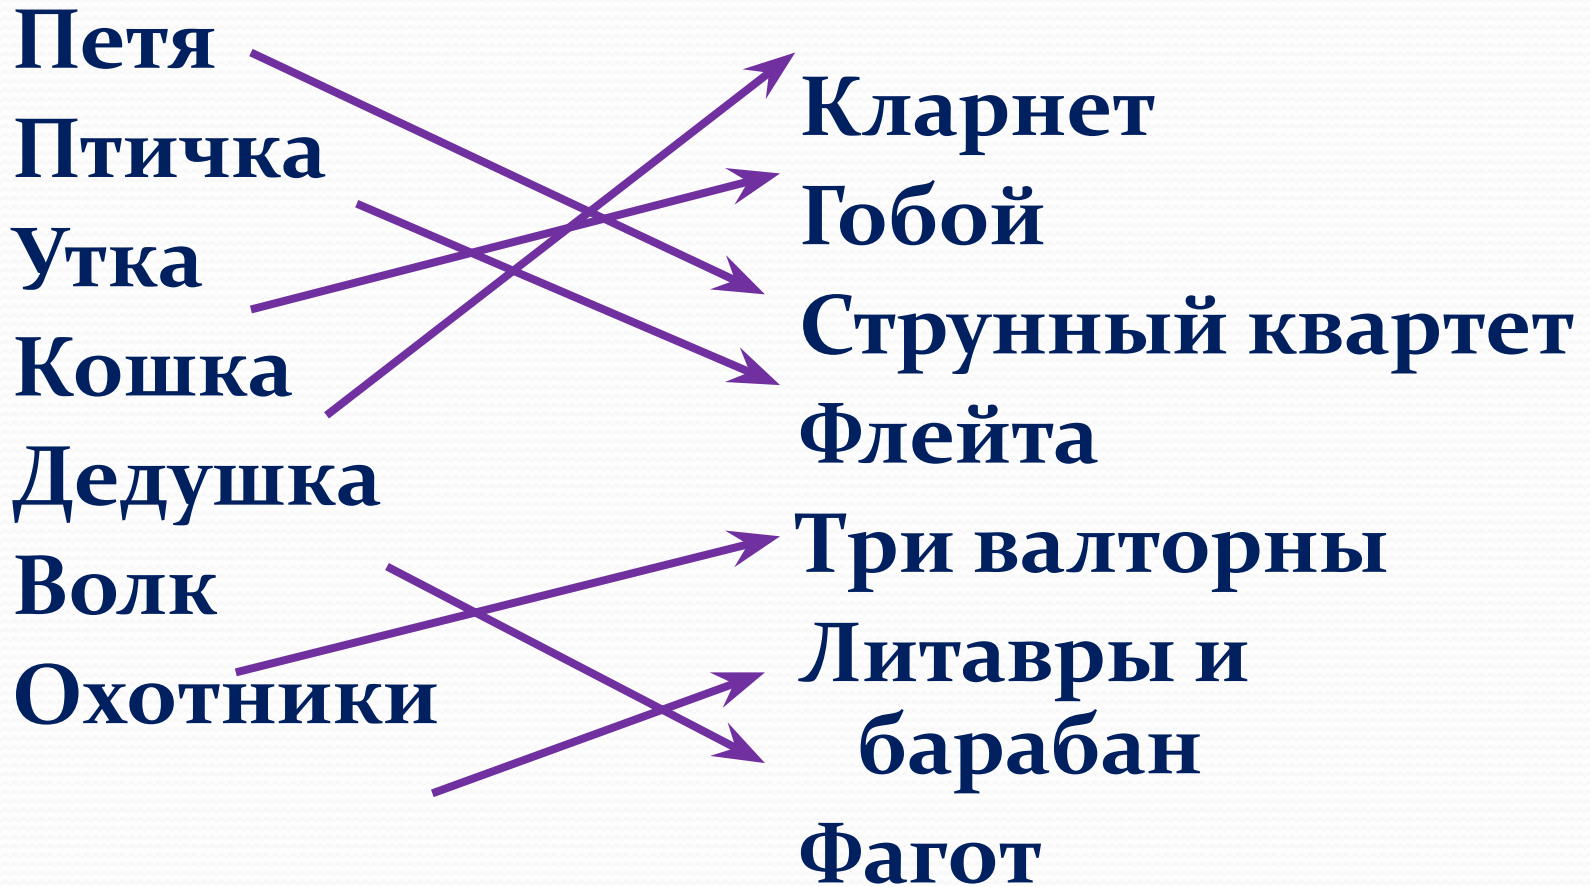 Петя
Птичка
Утка
Кошка
Дедушка
Волк
Охотники
Кларнет
Гобой
Струнный квартет
Флейта
Три валторны
Литавры и
барабан
Фагот